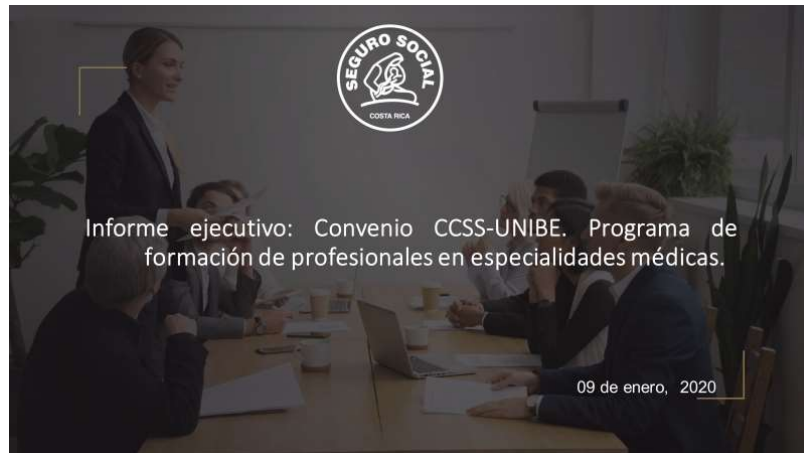 SEGURO SOCIAL
COSTA RICA
Informe ejecutivo: Convenio CCSS-UNIBE. Programa de
formación de profesionales en especialidades médicas.
09 de enero, 2020